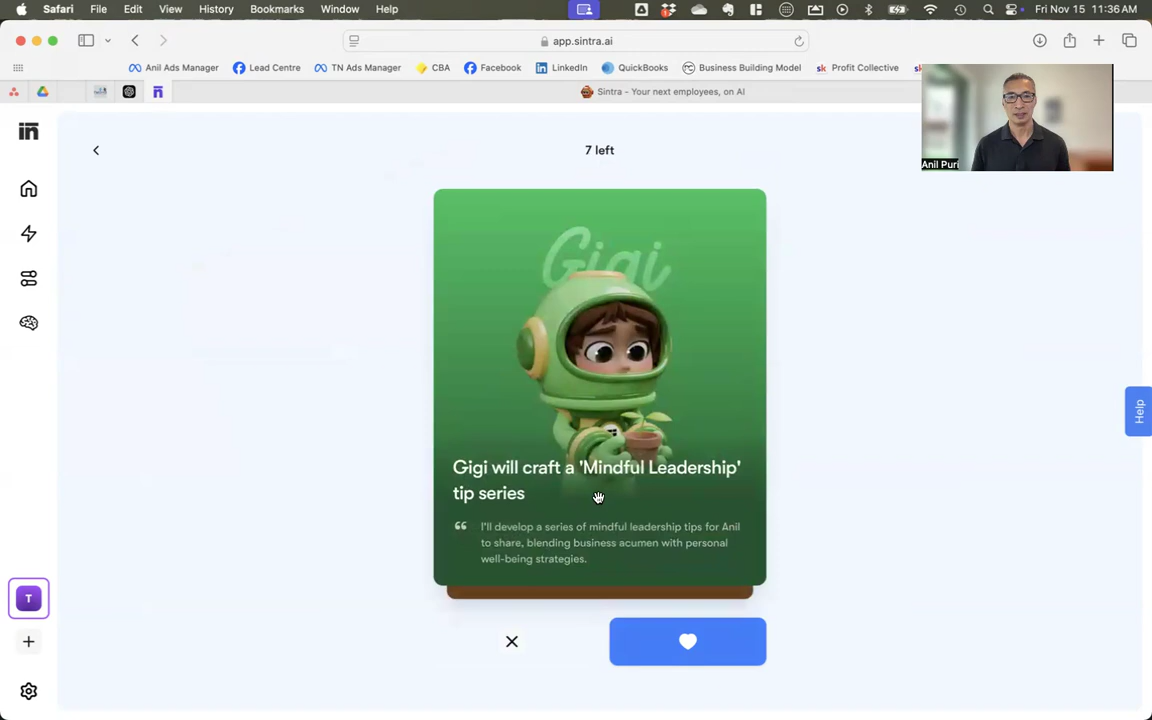 Safari File Edit View History Bookmarks Window Help Fri Nov 15 11:36 AM
app.sintra.ai
Anil Ads Manager Lead Centre TN Ads Manager CBA Facebook LinkedIn QuickBooks Business Building Model Profit Collective
Sintra - Your next employees, on AI
7 left
Anil Puri
Gigi
Help
Gigi will craft a 'Mindful Leadership'
tip series
“ I'll develop a series of mindful leadership tips for Anil
to share, blending business acumen with personal
well-being strategies.
T